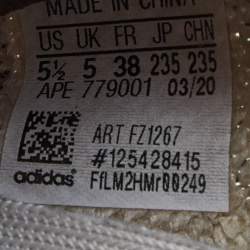 MADE IN CHINA
US UK FR JP CHN
5½ 5 38 235 235
APE 779001 03/20
ART FZ1267
#125428415
adidas FfLM2HMr00249